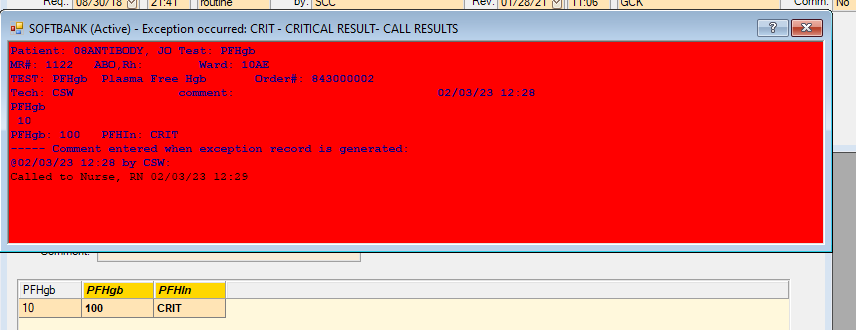 Req.: 08/30/18 21:41 routine by: SCC Rev: 01/28/21 11:06 GCK Comm: No
SOFTBANK (Active) - Exception occurred: CRIT - CRITICAL RESULT- CALL RESULTS
Patient: 08ANTIBODY, JO Test: PFHgb
MR#: 1122 ABO,Rh: Ward: 10AE
TEST: PFHgb Plasma Free Hgb Order#: 843000002
Tech: CSW comment: 02/03/23 12:28
PFHgb
10
PFHgb: 100 PFHIn: CRIT
----- Comment entered when exception record is generated:
@02/03/23 12:28 by CSW:
Called to Nurse, RN 02/03/23 12:29
Comment:
PFHgb PFHgb PFHIn
10 100 CRIT